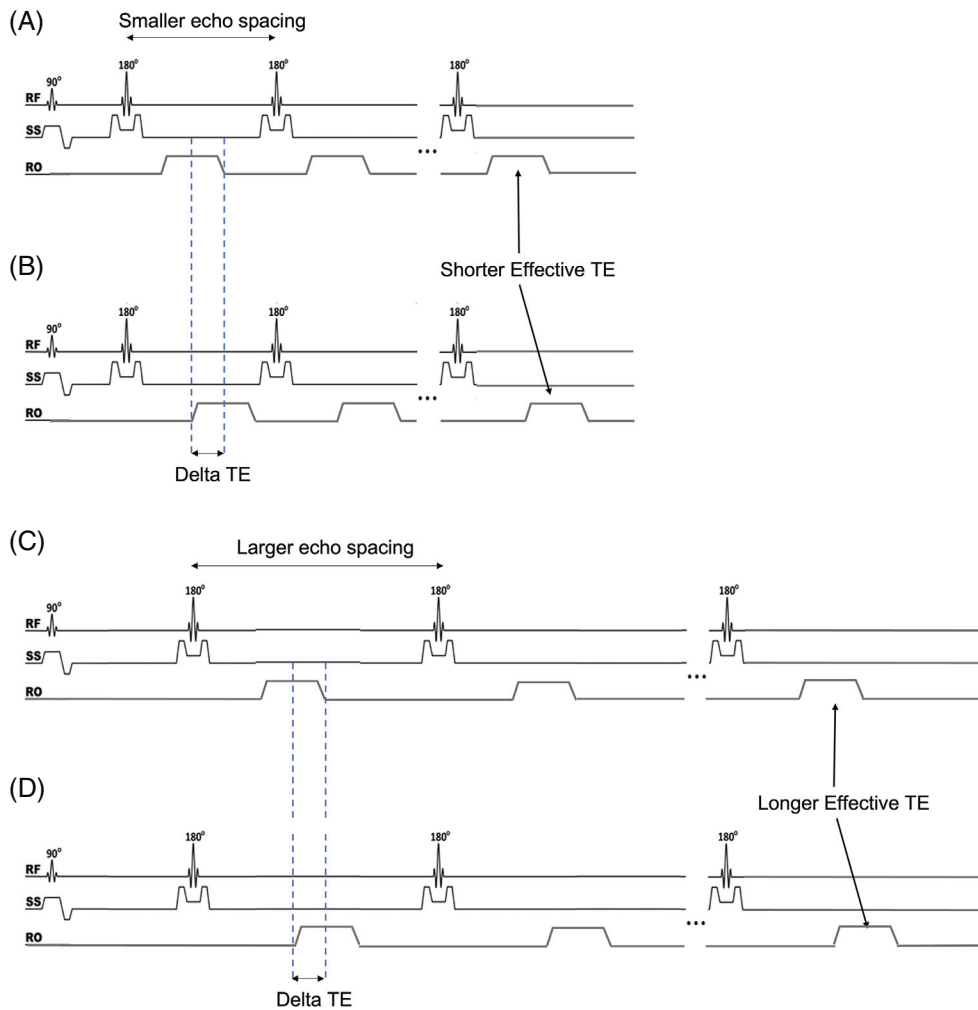 (A)
Smaller echo spacing
90° 180° 180° 180°
RF
SS
...
RO
Shorter Effective TE
(B)
90° 180° 180° 180°
RF
SS
...
RO
Delta TE
(C)
Larger echo spacing
90° 180° 180° 180°
RF
SS
...
RO
(D)
Longer Effective TE
90° 180° 180° 180°
RF
SS
...
RO
Delta TE